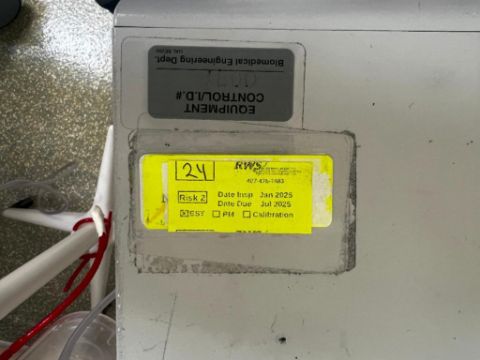 Biomedical Engineering Dept.
EQUIPMENT
CONTROL/I.D.#
24
RWS
Risk 2
Date Insp Jan 2025
Date Due Jul 2025
EST PM Calibration